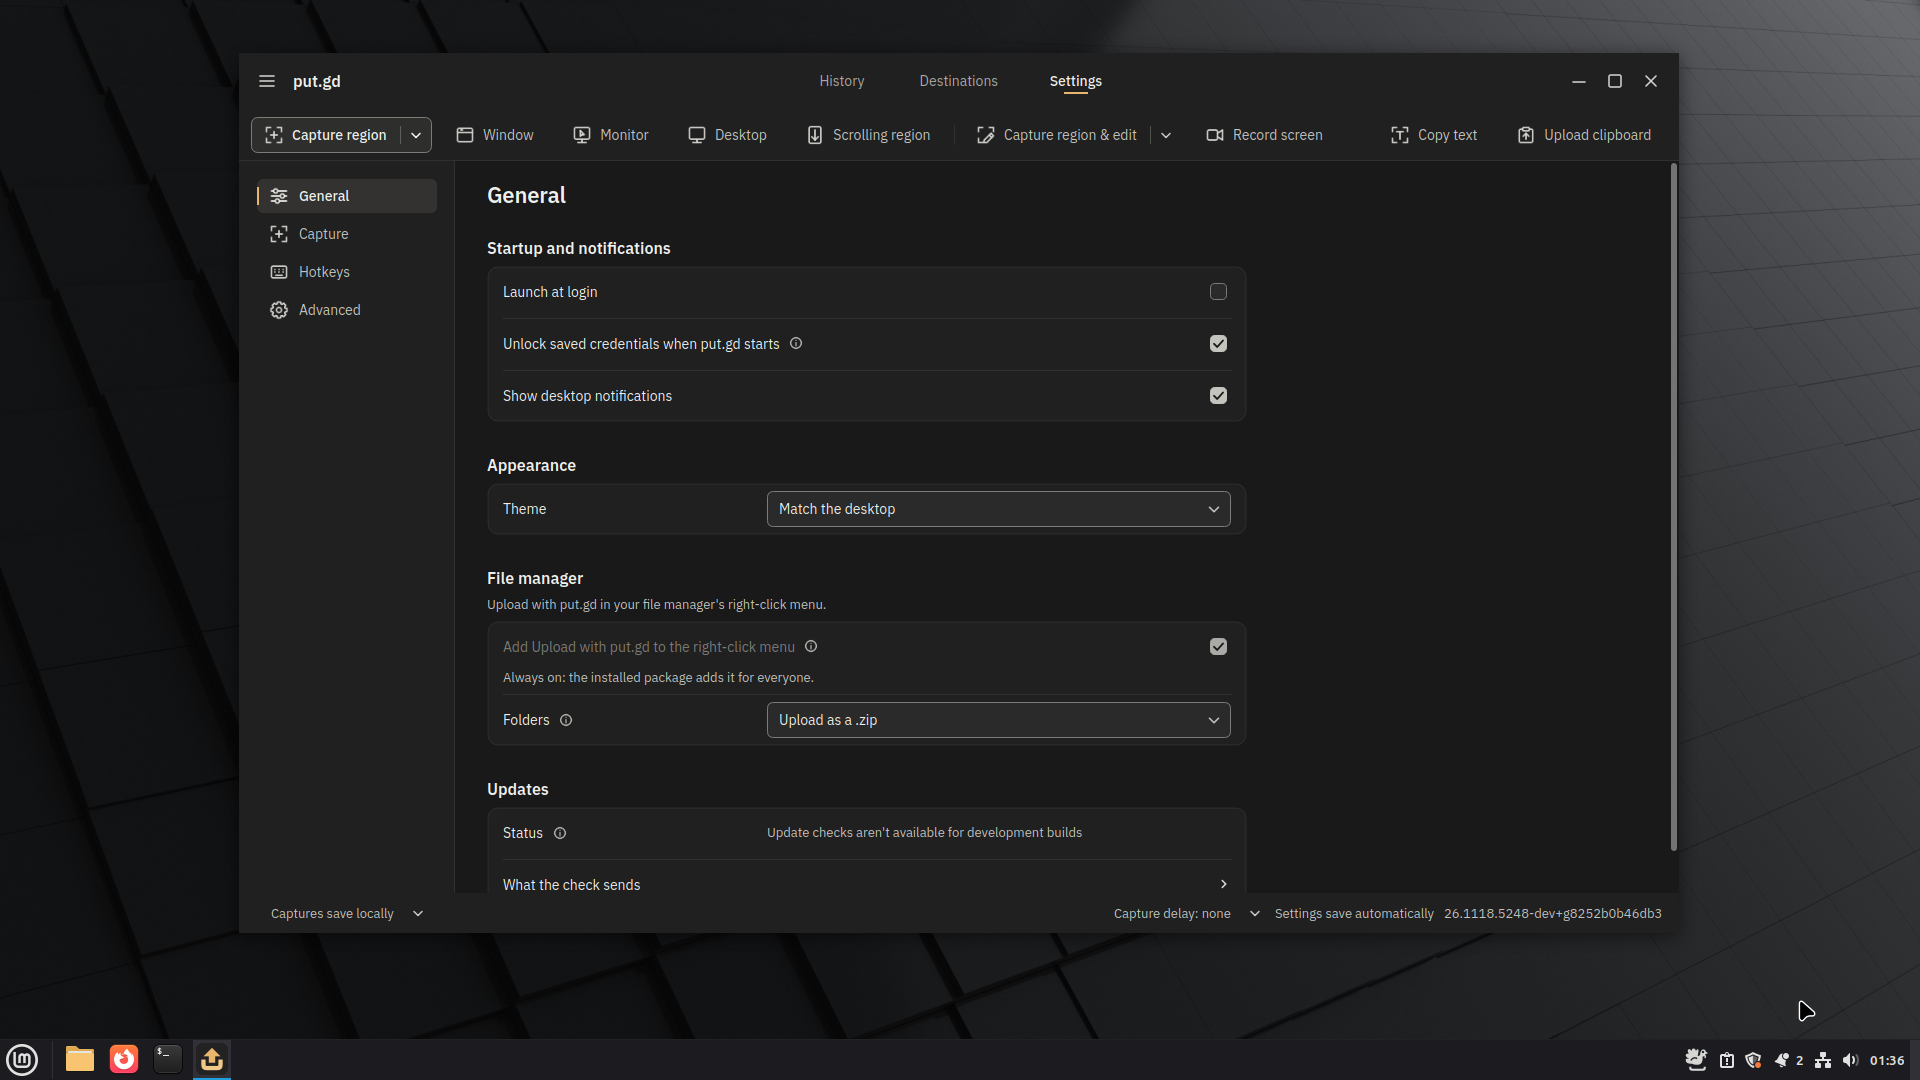 put.gd
History
Destinations
Settings
Capture region
Window
Monitor
Desktop
Scrolling region
Capture region & edit
Record screen
Copy text
Upload clipboard
General
Capture
Hotkeys
Advanced
General
Startup and notifications
Launch at login
Unlock saved credentials when put.gd starts
Show desktop notifications
Appearance
Theme
Match the desktop
File manager
Upload with put.gd in your file manager's right-click menu.
Add Upload with put.gd to the right-click menu
Always on: the installed package adds it for everyone.
Folders
Upload as a .zip
Updates
Status
Update checks aren't available for development builds
What the check sends
Captures save locally
Capture delay: none
Settings save automatically
26.1118.5248-dev+g8252b0b46db3
$_
2
01:36